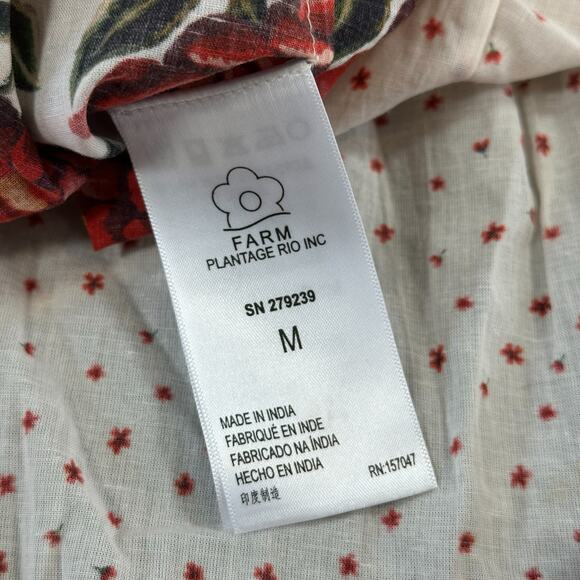 FARM
PLANTAGE RIO INC
SN 279239
M
MADE IN INDIA
FABRIQUÉ EN INDE
FABRICADO NA ÍNDIA
HECHO EN INDIA
印度制造
RN:157047